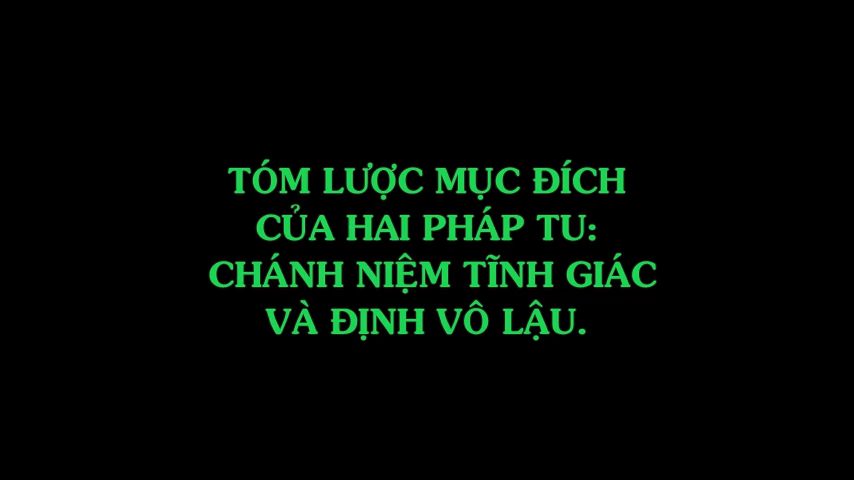 TÓM LƯỢC MỤC ĐÍCH
CỦA HAI PHÁP TU:
CHÁNH NIỆM TĨNH GIÁC
VÀ ĐỊNH VÔ LẬU.